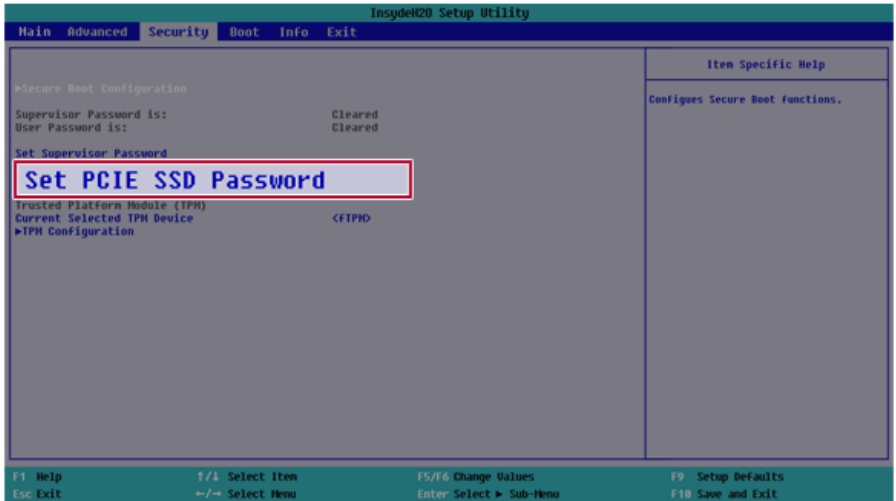 InsydeH20 Setup Utility
Main Advanced Security Boot Info Exit
Item Specific Help
▶Secure Boot Configuration
Configues Secure Boot functions.
Supervisor Password is: Cleared
User Password is: Cleared
Set Supervisor Password
Set PCIE SSD Password
Trusted Platform Module (TPM)
Current Selected TPM Device <fTPM>
▶TPM Configuration
F1 Help ↑/↓ Select Item F5/F6 Change Values F9 Setup Defaults
Esc Exit ←/→ Select Menu Enter Select ▶ Sub-Menu F10 Save and Exit